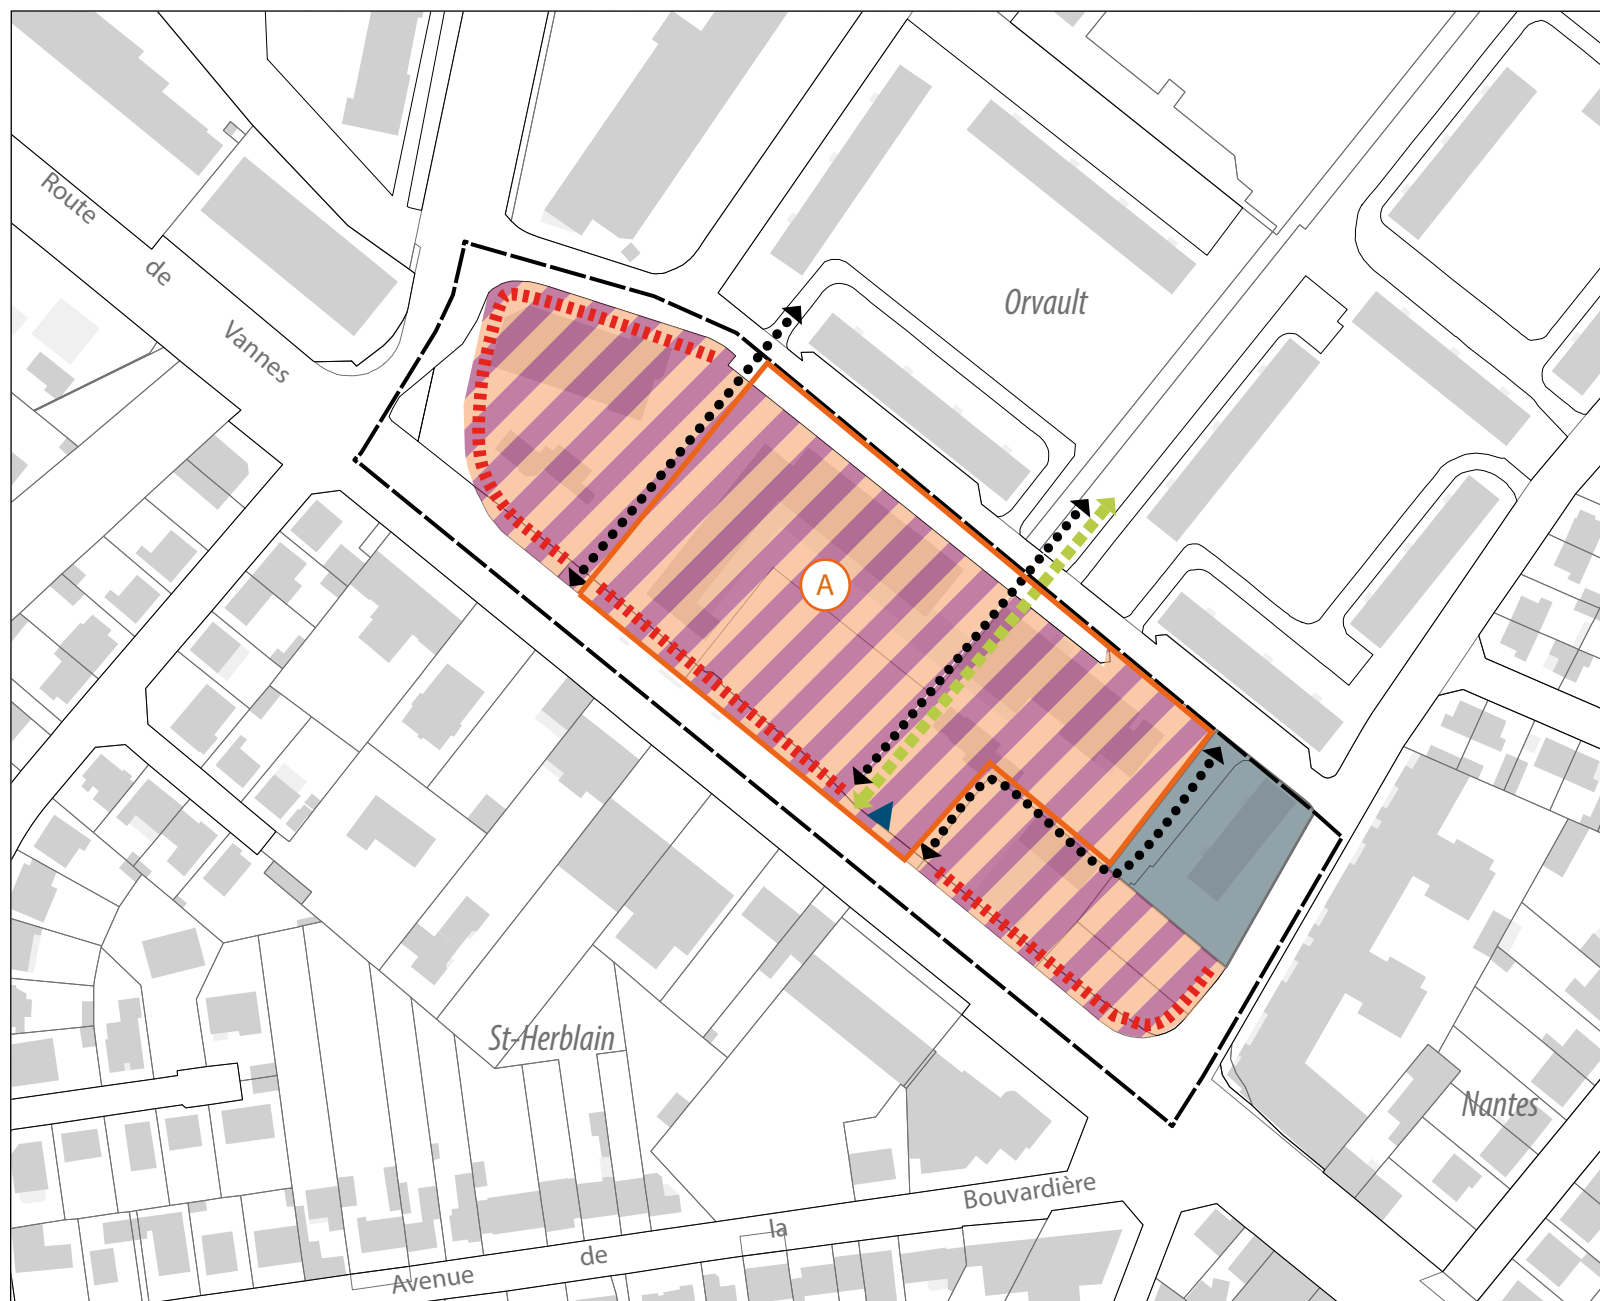 Route
de
Vannes
Orvault
A
St-Herblain
Nantes
Avenue de la Bouvardière